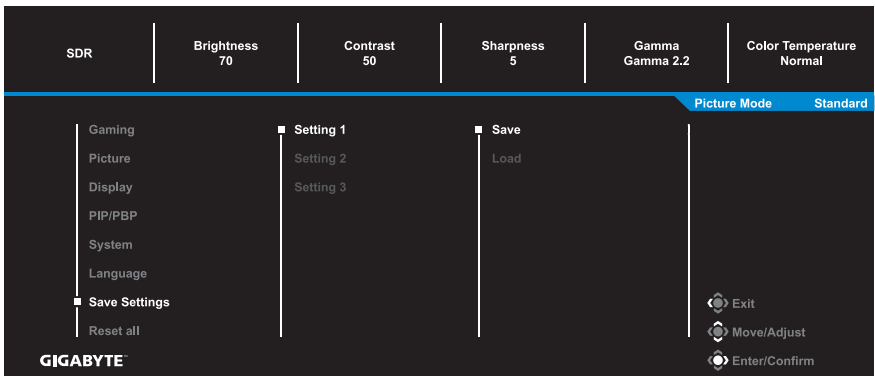 SDR
Brightness
70
Contrast
50
Sharpness
5
Gamma
Gamma 2.2
Color Temperature
Normal
Picture Mode Standard
Gaming
Picture
Display
PIP/PBP
System
Language
Save Settings
Reset all
Setting 1
Setting 2
Setting 3
Save
Load
Exit
Move/Adjust
Enter/Confirm
GIGABYTE™